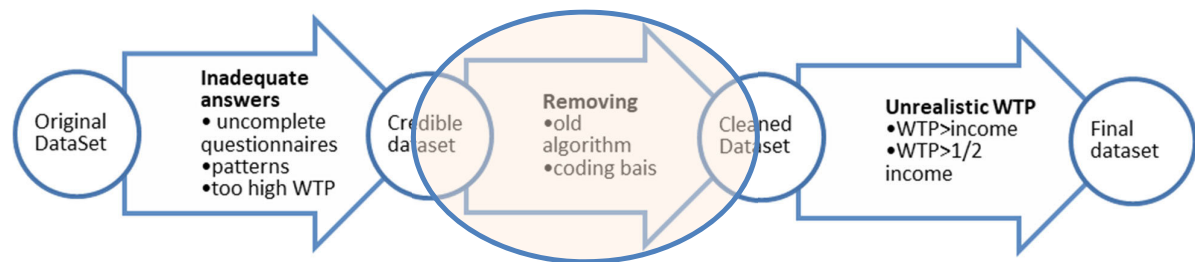 Original
DataSet
Inadequate
answers
• uncomplete
questionnaires
•patterns
•too high WTP
Credible
dataset
Removing
•old
algorithm
•coding bais
Cleaned
Dataset
Unrealistic WTP
•WTP>income
•WTP>1/2
income
Final
dataset